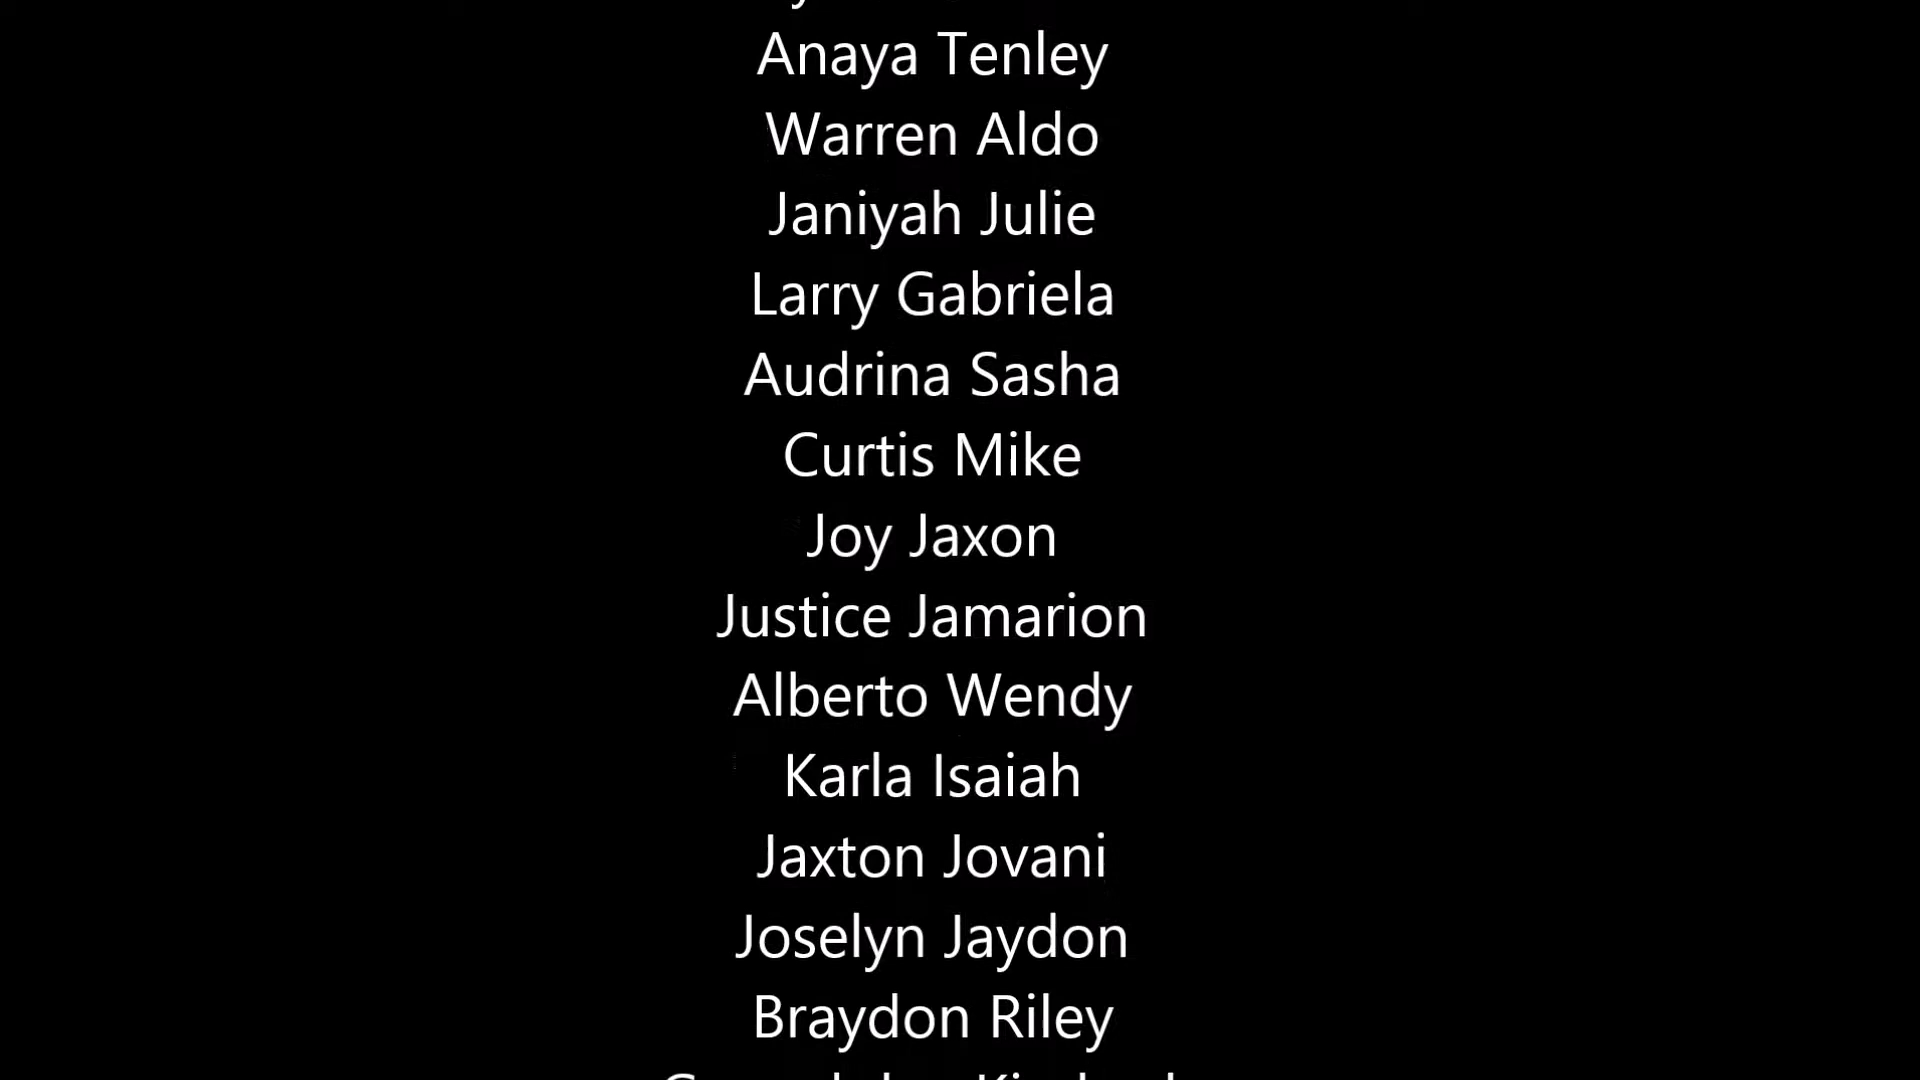 Anaya Tenley
Warren Aldo
Janiyah Julie
Larry Gabriela
Audrina Sasha
Curtis Mike
Joy Jaxon
Justice Jamarion
Alberto Wendy
Karla Isaiah
Jaxton Jovani
Joselyn Jaydon
Braydon Riley